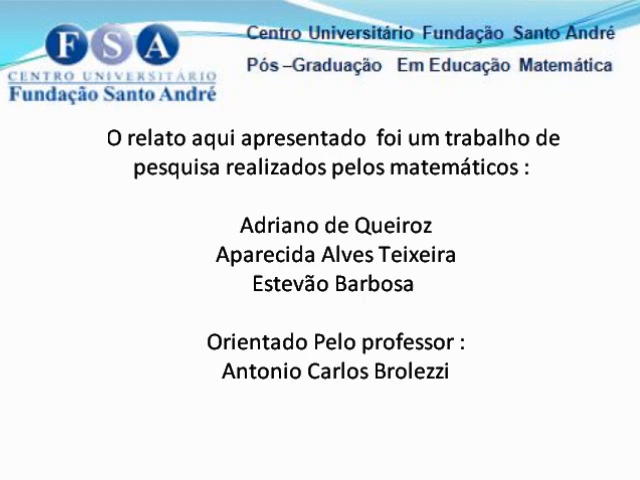 FSA
CENTRO UNIVERSITÁRIO
Fundação Santo André
Centro Universitário Fundação Santo André
Pós –Graduação Em Educação Matemática
O relato aqui apresentado foi um trabalho de
pesquisa realizados pelos matemáticos :
Adriano de Queiroz
Aparecida Alves Teixeira
Estevão Barbosa
Orientado Pelo professor :
Antonio Carlos Brolezzi